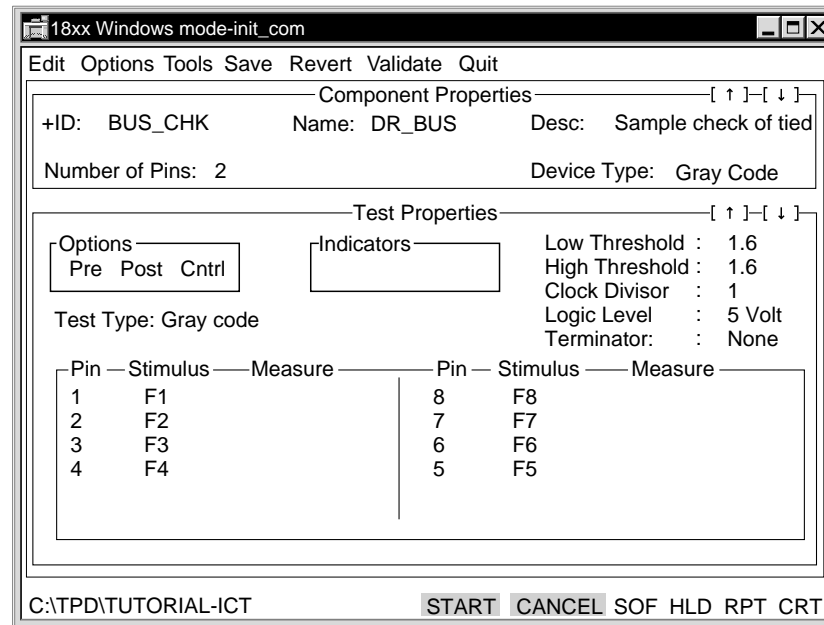 18xx Windows mode-init_com
Edit Options Tools Save Revert Validate Quit
Component Properties [ ↑ ] [ ↓ ]
+ID: BUS_CHK Name: DR_BUS Desc: Sample check of tied
Number of Pins: 2 Device Type: Gray Code
Test Properties [ ↑ ] [ ↓ ]
Options Indicators Low Threshold : 1.6
Pre Post Cntrl High Threshold : 1.6
Clock Divisor : 1
Test Type: Gray code Logic Level : 5 Volt
Terminator: : None
Pin Stimulus Measure Pin Stimulus Measure
1 F1 8 F8
2 F2 7 F7
3 F3 6 F6
4 F4 5 F5
C:\TPD\TUTORIAL-ICT START CANCEL SOF HLD RPT CRT